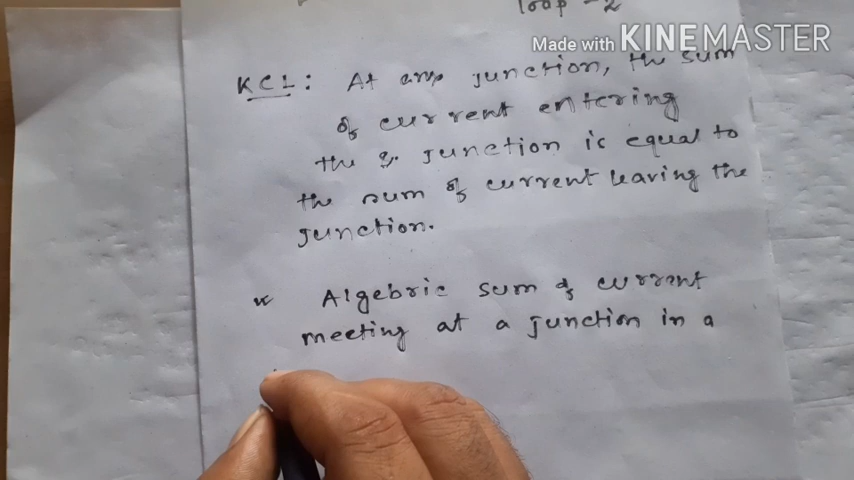 loop - 2
Made with KINEMASTER
KCL : At any junction, the sum
of current entering
the junction is equal to
the sum of current leaving the
junction.
Algebric sum of current
meeting at a junction in a